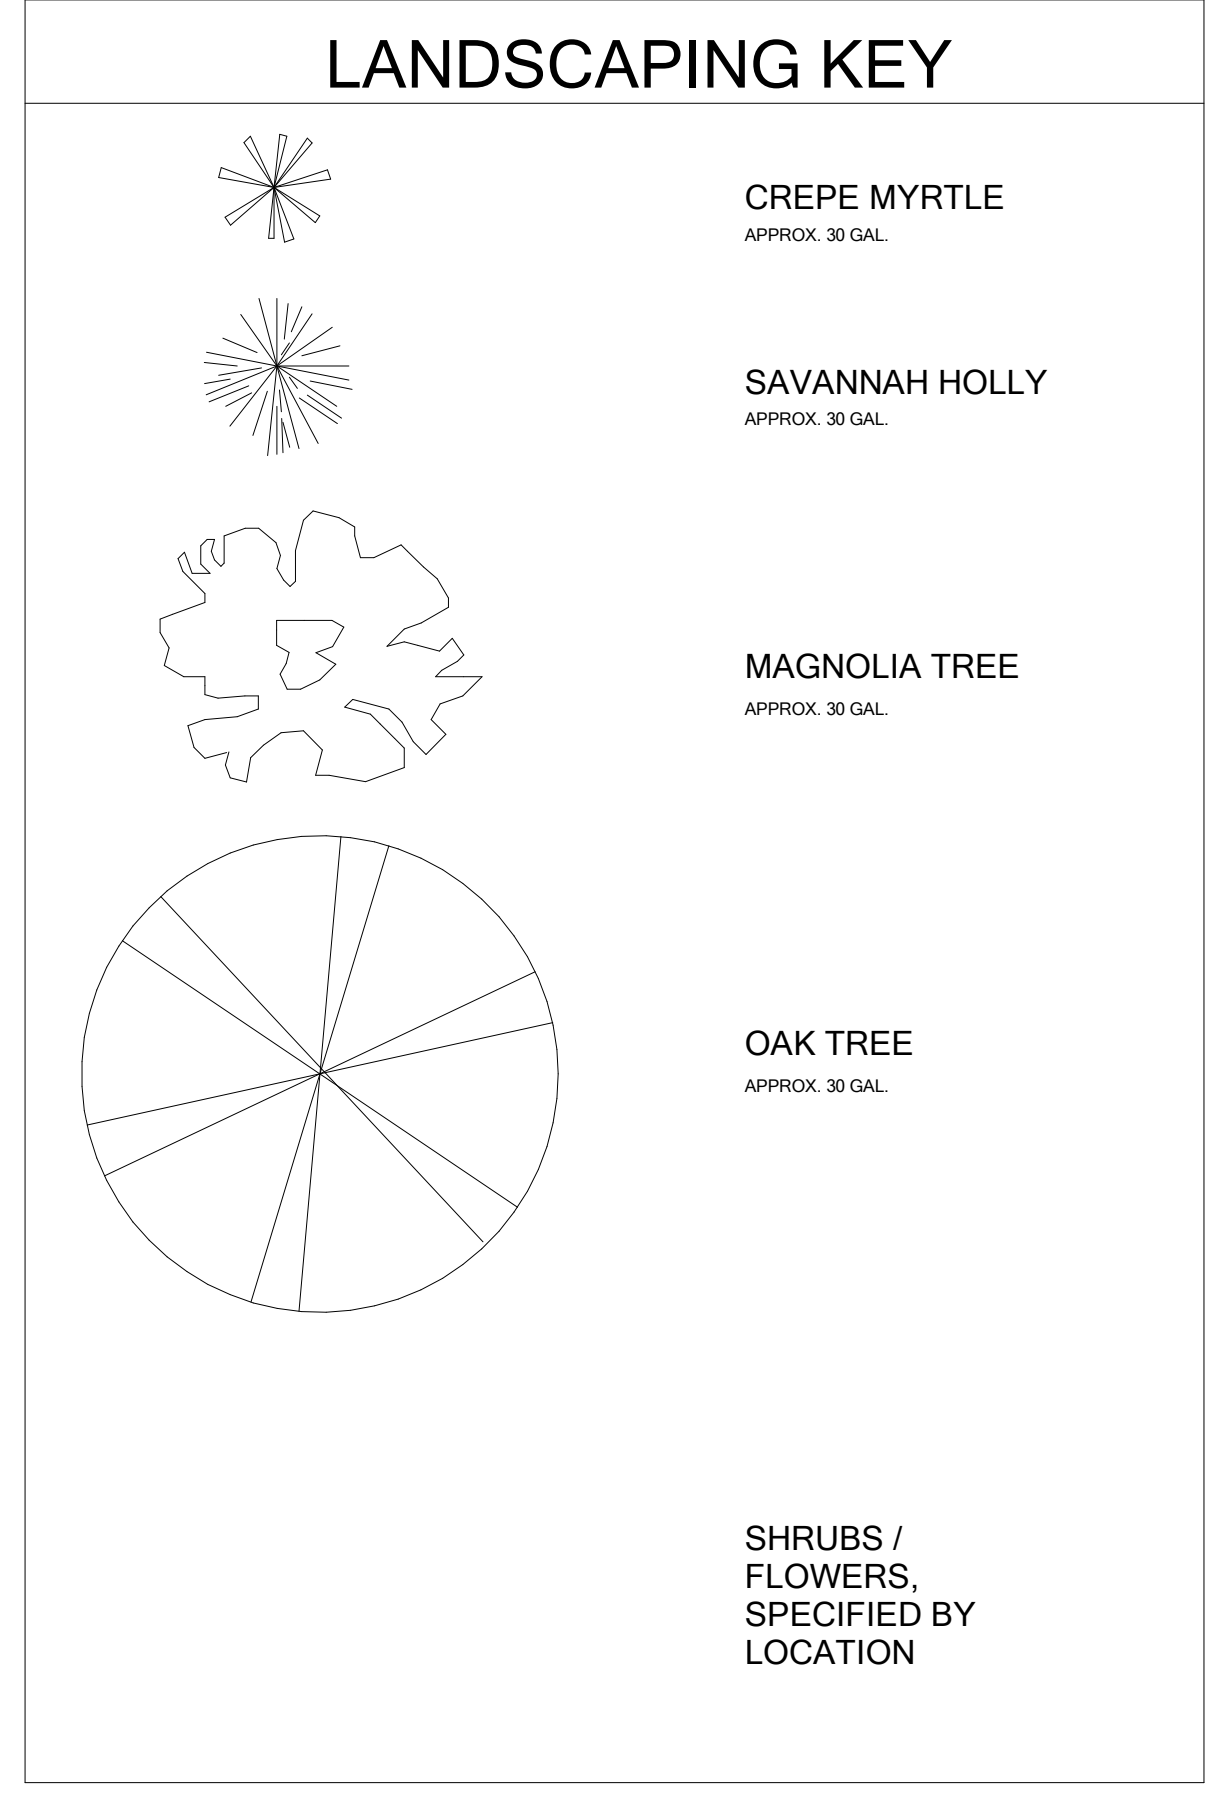 LANDSCAPING KEY
CREPE MYRTLE
APPROX. 30 GAL.
SAVANNAH HOLLY
APPROX. 30 GAL.
MAGNOLIA TREE
APPROX. 30 GAL.
OAK TREE
APPROX. 30 GAL.
SHRUBS /
FLOWERS,
SPECIFIED BY
LOCATION